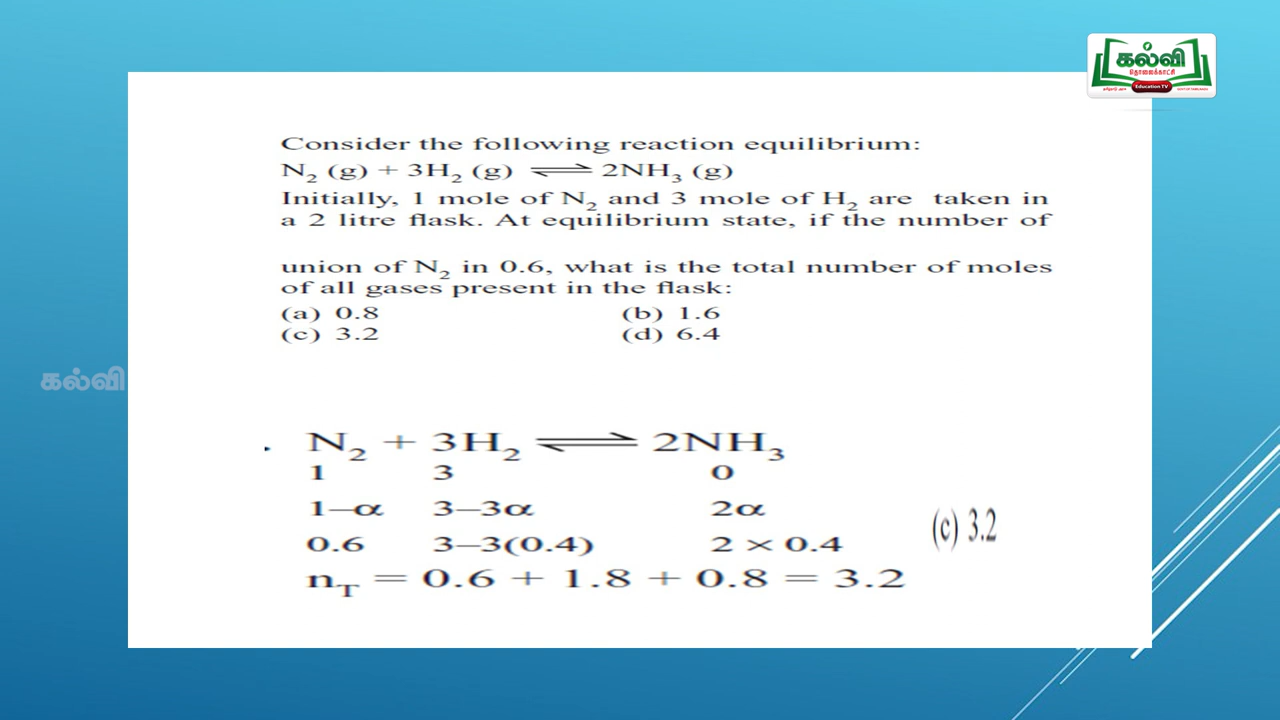 கல்வி
தொலைக்காட்சி
Education TV
Consider the following reaction equilibrium:
N₂ (g) + 3H₂ (g) ⇌ 2NH₃ (g)
Initially, 1 mole of N₂ and 3 mole of H₂ are taken in
a 2 litre flask. At equilibrium state, if the number of
union of N₂ in 0.6, what is the total number of moles
of all gases present in the flask:
(a) 0.8 (b) 1.6
(c) 3.2 (d) 6.4
கல்வி
N₂ + 3H₂ ⇌ 2NH₃
1 3 0
1–α 3–3α 2α
0.6 3–3(0.4) 2 × 0.4
(c) 3.2
n_T = 0.6 + 1.8 + 0.8 = 3.2